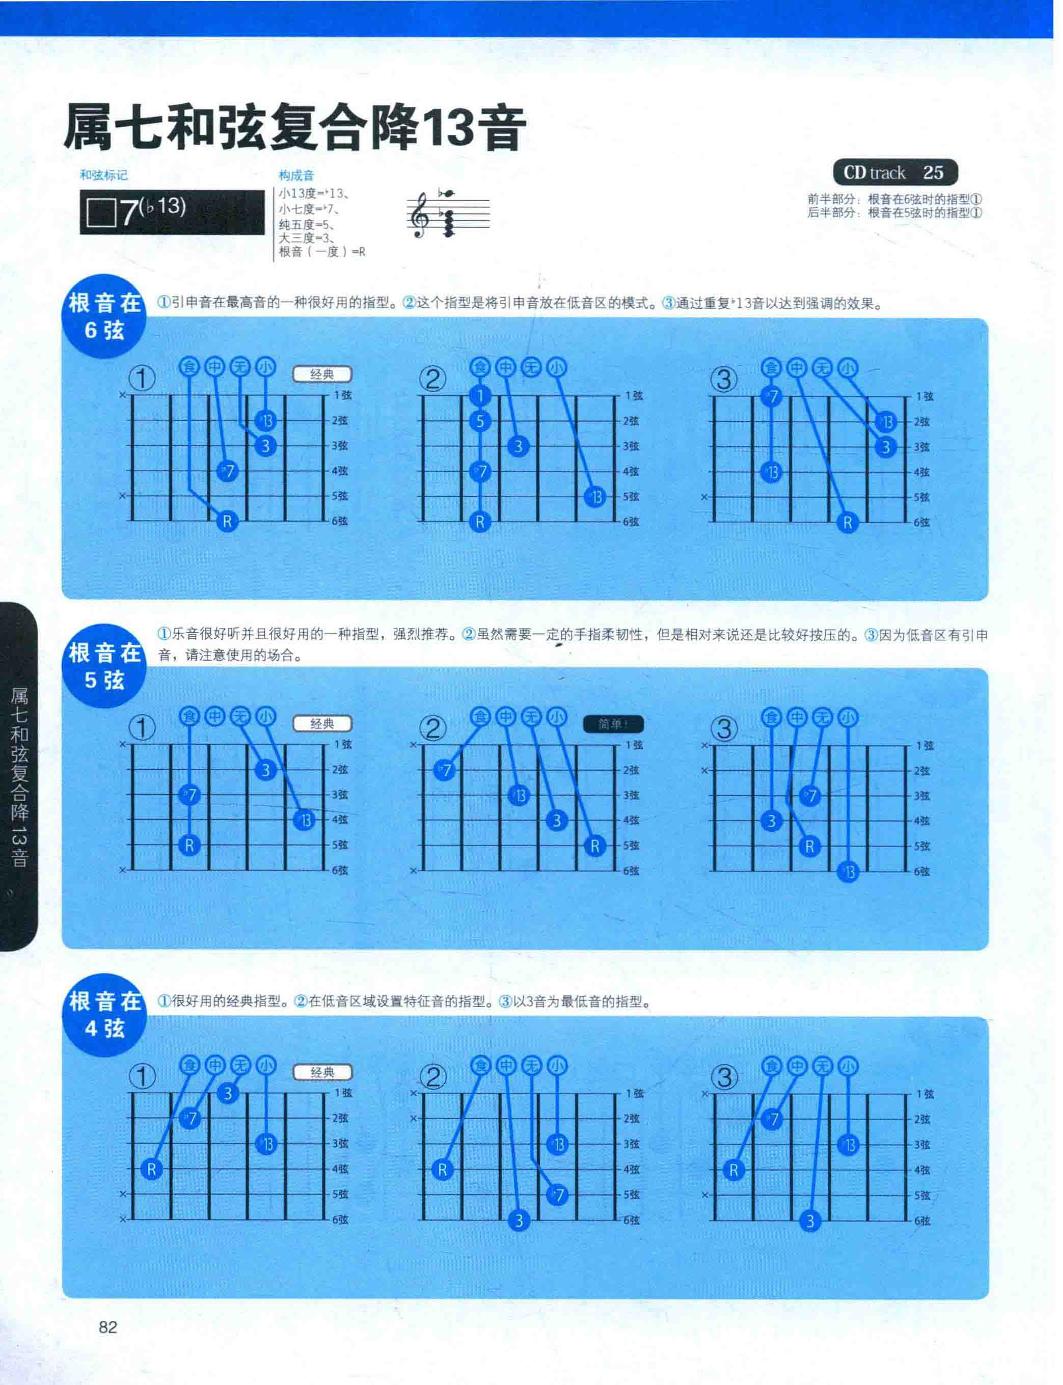 属七和弦复合降13音
和弦标记
□7(♭13)
构成音
小13度=♭13、
小七度=♭7、
纯五度=5、
大三度=3、
根音（一度）=R
CD track 25
前半部分：根音在6弦时的指型①
后半部分：根音在5弦时的指型①
根音在
6弦
①引申音在最高音的一种很好用的指型。②这个指型是将引申音放在低音区的模式。③通过重复♭13音以达到强调的效果。
① 食 中 无 小 经典
× 1弦
♭13 2弦
3 3弦
♭7 4弦
× 5弦
R 6弦
② 食 中 无 小
1 1弦
5 2弦
3 3弦
♭7 4弦
♭13 5弦
R 6弦
③ 食 中 无 小
♭7 1弦
♭13 2弦
3 3弦
♭13 4弦
× 5弦
R 6弦
根音在
5弦
①乐音很好听并且很好用的一种指型，强烈推荐。②虽然需要一定的手指柔韧性，但是相对来说还是比较好按压的。③因为低音区有引申
音，请注意使用的场合。
① 食 中 无 小 经典
× 1弦
3 2弦
♭7 3弦
♭13 4弦
R 5弦
× 6弦
② 食 中 无 小 简单！
× 1弦
♭7 2弦
♭13 3弦
3 4弦
R 5弦
× 6弦
③ 食 中 无 小
× 1弦
× 2弦
♭7 3弦
3 4弦
R 5弦
♭13 6弦
根音在
4弦
①很好用的经典指型。②在低音区域设置特征音的指型。③以3音为最低音的指型。
① 食 中 无 小 经典
3 1弦
♭7 2弦
♭13 3弦
R 4弦
× 5弦
× 6弦
② 食 中 无 小
× 1弦
× 2弦
♭13 3弦
R 4弦
♭7 5弦
3 6弦
③ 食 中 无 小
× 1弦
♭7 2弦
♭13 3弦
R 4弦
× 5弦
3 6弦
属七和弦复合降13音
82